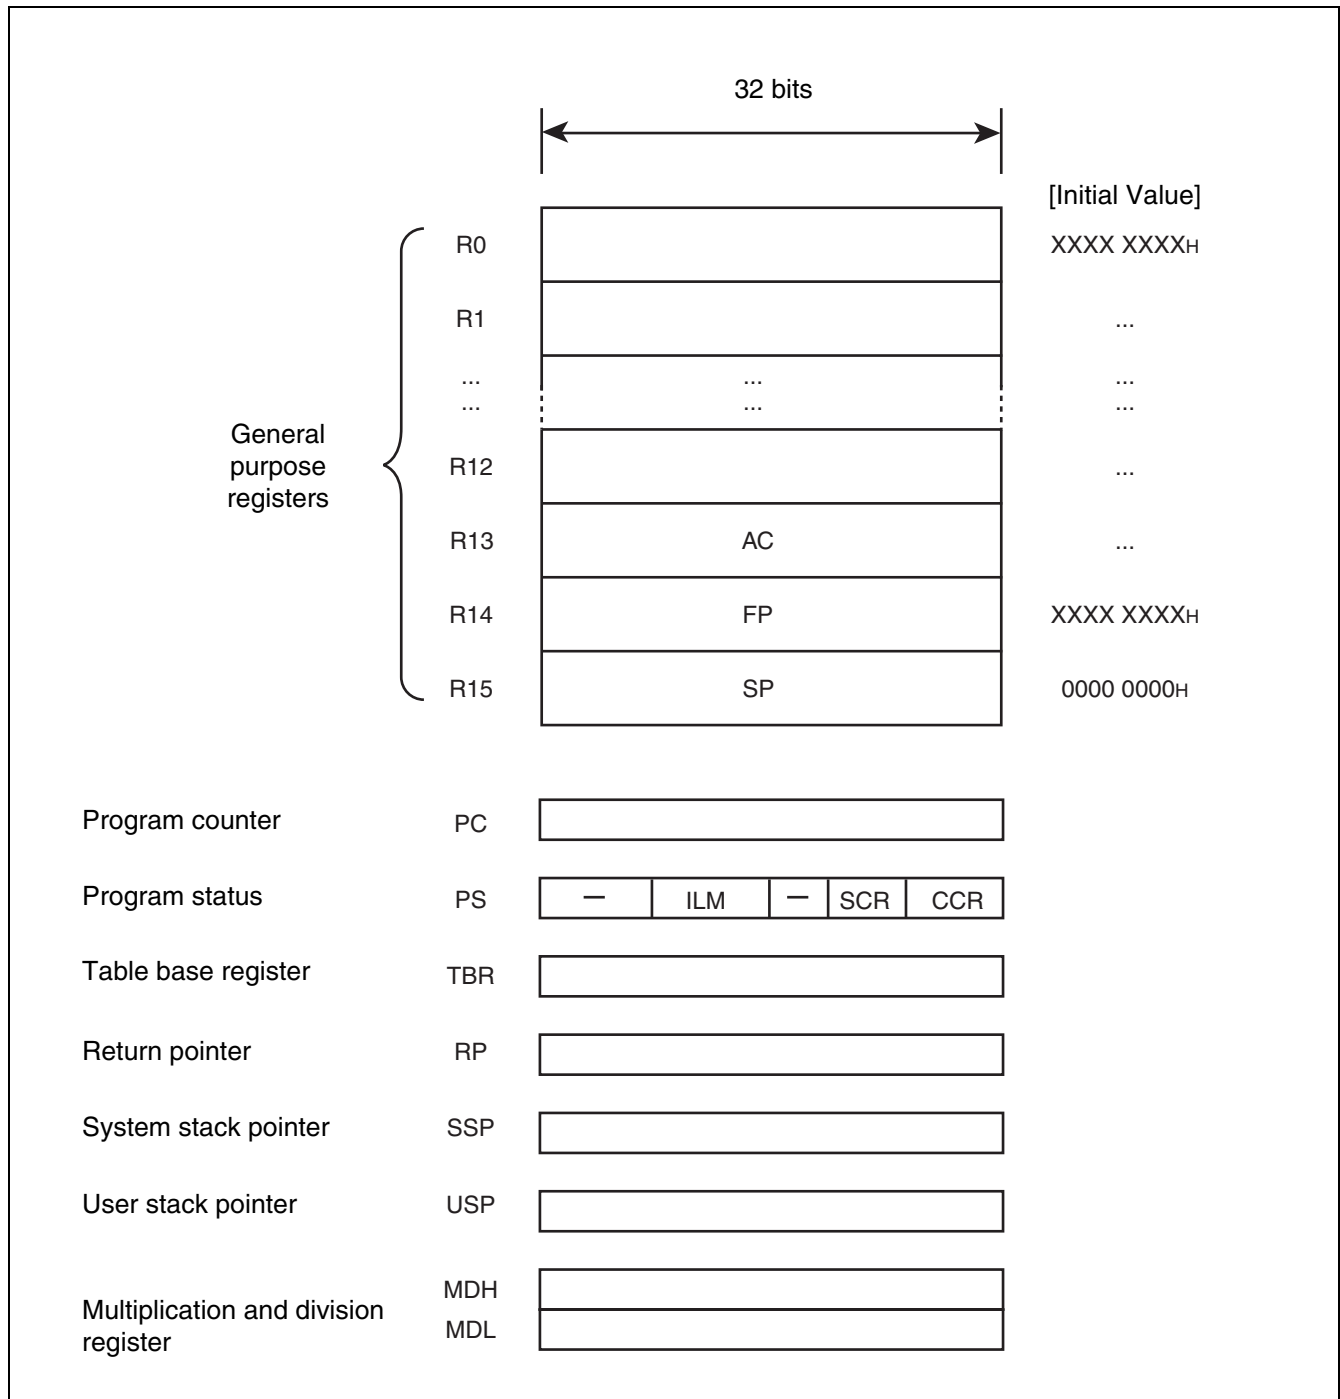 32 bits
[Initial Value]
R0 XXXX XXXXH
R1 ...
... ... ...
... ... ...
General
purpose
registers
R12 ...
R13 AC ...
R14 FP XXXX XXXXH
R15 SP 0000 0000H
Program counter PC
Program status PS — ILM — SCR CCR
Table base register TBR
Return pointer RP
System stack pointer SSP
User stack pointer USP
Multiplication and division
register
MDH
MDL